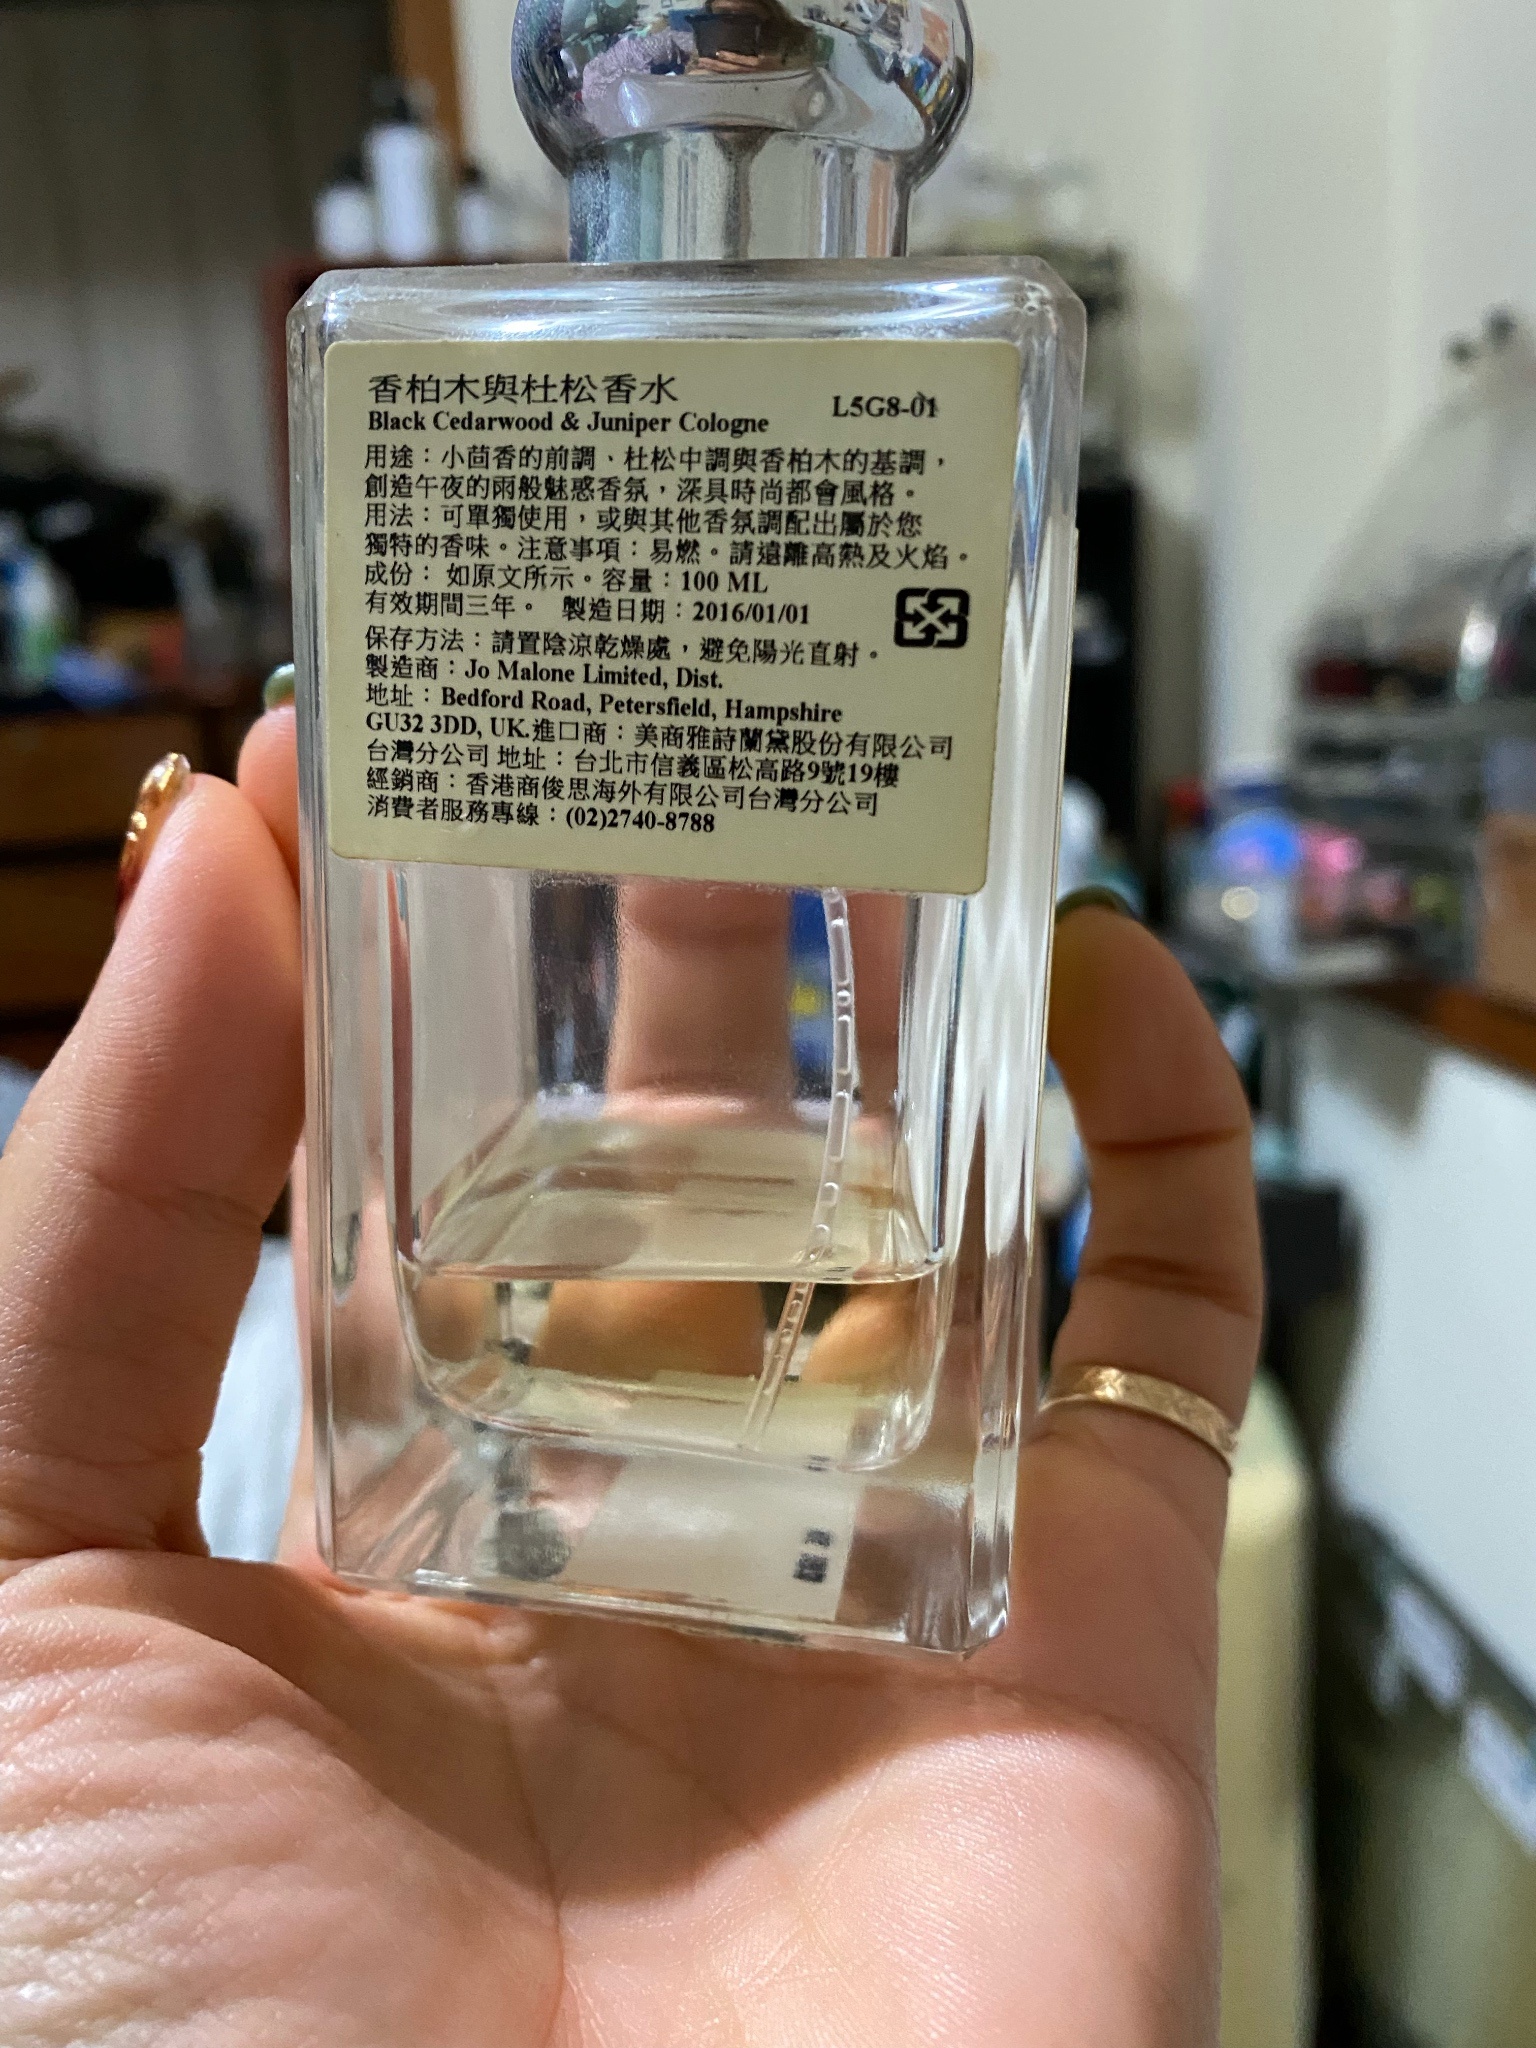 香柏木與杜松香水
Black Cedarwood & Juniper Cologne
L5G8-01
用途：小茴香的前調、杜松中調與香柏木的基調，
創造午夜的雨般魅惑香氛，深具時尚都會風格。
用法：可單獨使用，或與其他香氛調配出屬於您
獨特的香味。注意事項：易燃。請遠離高熱及火焰。
成份： 如原文所示。容量：100 ML
有效期間三年。 製造日期：2016/01/01
保存方法：請置陰涼乾燥處，避免陽光直射。
製造商：Jo Malone Limited, Dist.
地址：Bedford Road, Petersfield, Hampshire
GU32 3DD, UK.進口商：美商雅詩蘭黛股份有限公司
台灣分公司 地址：台北市信義區松高路9號19樓
經銷商：香港商俊思海外有限公司台灣分公司
消費者服務專線：(02)2740-8788